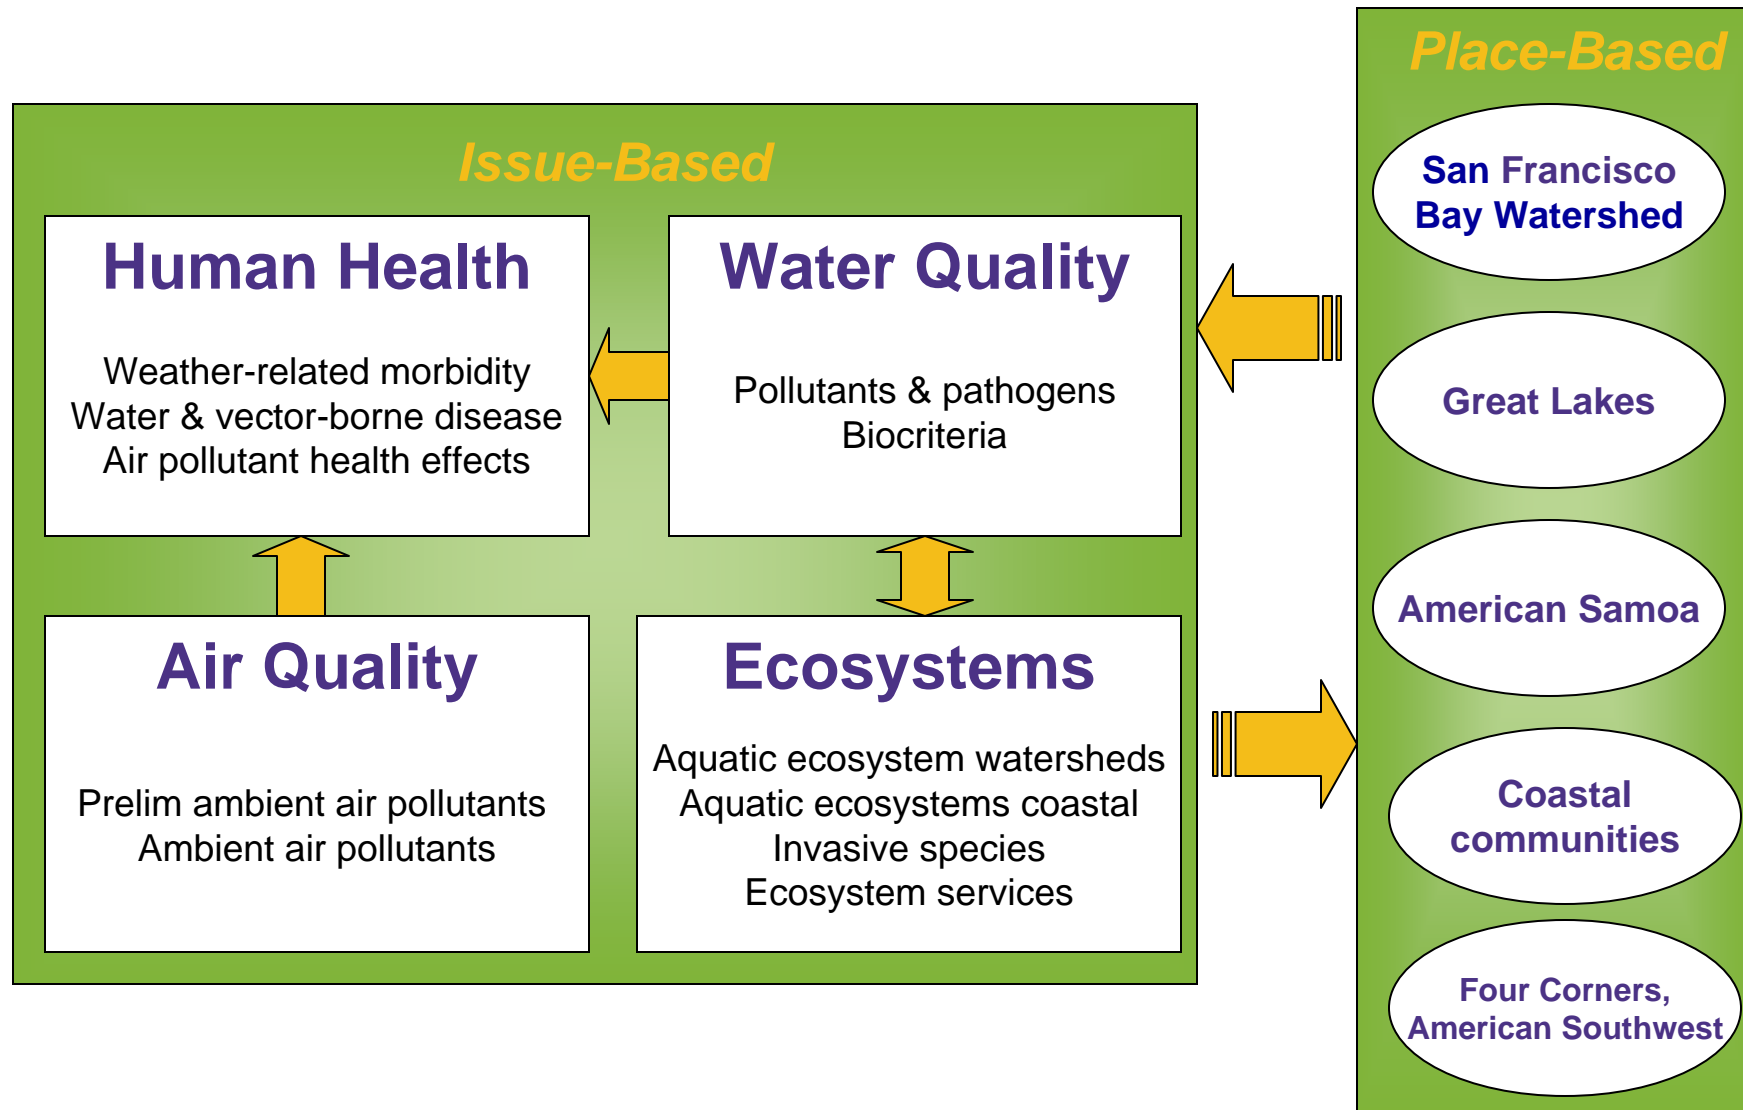 Issue-Based
Human Health
Weather-related morbidity
Water & vector-borne disease
Air pollutant health effects
Water Quality
Pollutants & pathogens
Biocriteria
Air Quality
Prelim ambient air pollutants
Ambient air pollutants
Ecosystems
Aquatic ecosystem watersheds
Aquatic ecosystems coastal
Invasive species
Ecosystem services
Place-Based
San Francisco
Bay Watershed
Great Lakes
American Samoa
Coastal
communities
Four Corners,
American Southwest